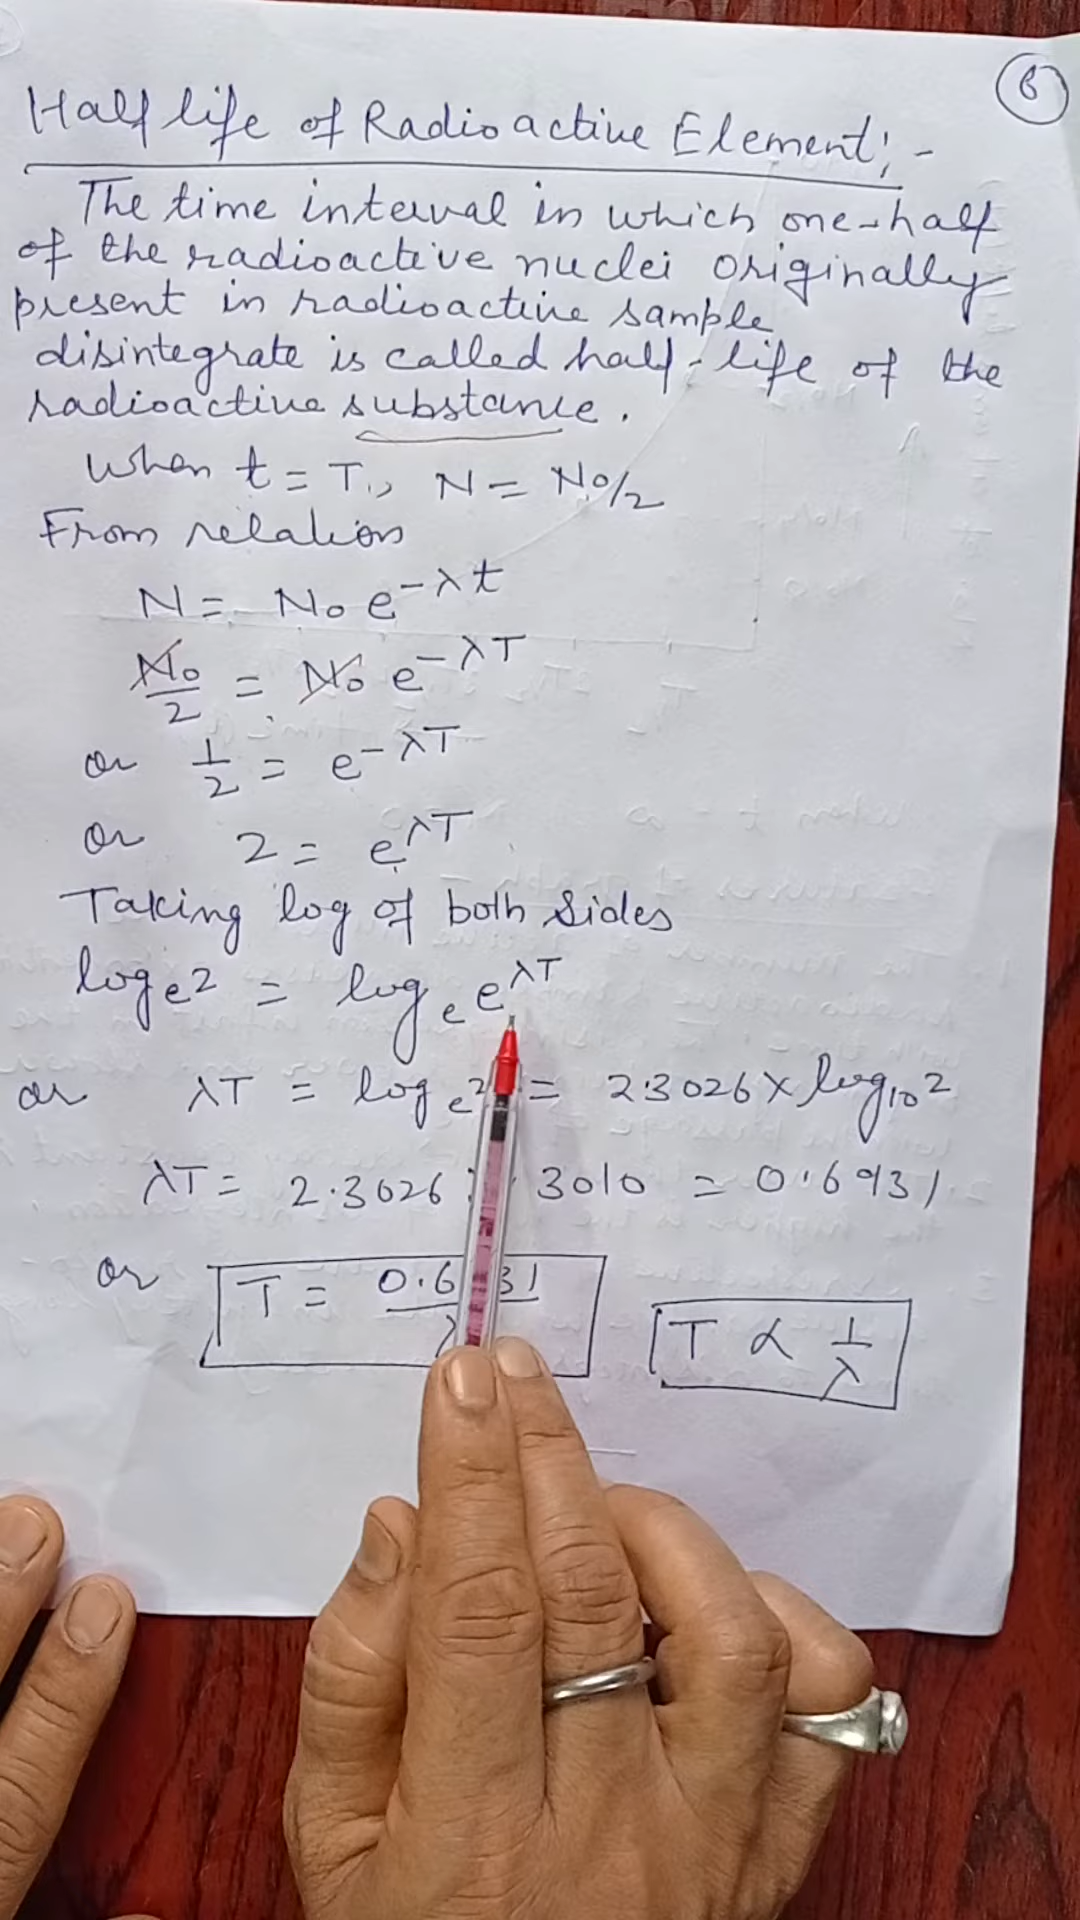 6
Half life of Radioactive Element:-
The time interval in which one-half
of the radioactive nuclei originally
present in radioactive sample
disintegrate is called half-life of the
radioactive substance.
When t = T, N = N₀/2
From relation
N = N₀ e^-λt
N₀/2 = N₀ e^-λT
or 1/2 = e^-λT
or 2 = e^λT
Taking log of both sides
logₑ2 = logₑ e^λT
or λT = logₑ2 = 2.3026 × log₁₀2
λT = 2.3026 .3010 = 0.6931
or T = 0.6 31/λ
T ∝ 1/λ